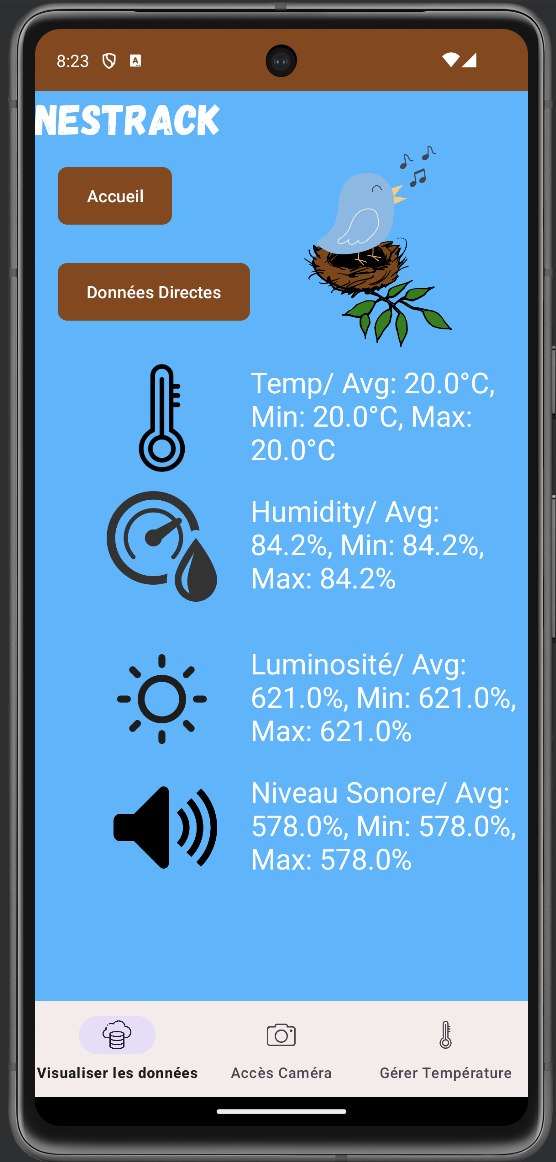 8:23
NESTRACK
Accueil
Données Directes
Temp/ Avg: 20.0°C,
Min: 20.0°C, Max:
20.0°C
Humidity/ Avg:
84.2%, Min: 84.2%,
Max: 84.2%
Luminosité/ Avg:
621.0%, Min: 621.0%,
Max: 621.0%
Niveau Sonore/ Avg:
578.0%, Min: 578.0%,
Max: 578.0%
Visualiser les données
Accès Caméra
Gérer Température